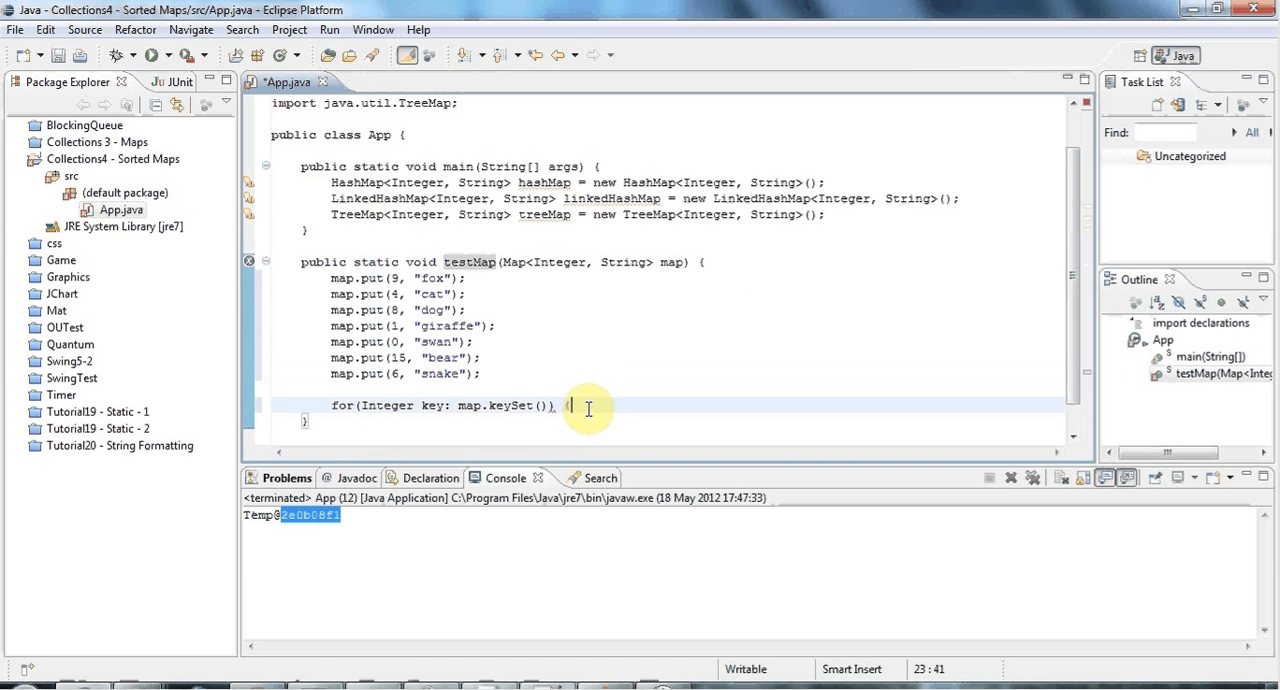 Java - Collections4 - Sorted Maps/src/App.java - Eclipse Platform
File Edit Source Refactor Navigate Search Project Run Window Help
Java
Package Explorer
Ju JUnit
BlockingQueue
Collections 3 - Maps
Collections4 - Sorted Maps
src
(default package)
App.java
JRE System Library [jre7]
css
Game
Graphics
JChart
Mat
OUTest
Quantum
Swing5-2
SwingTest
Timer
Tutorial19 - Static - 1
Tutorial19 - Static - 2
Tutorial20 - String Formatting
*App.java
import java.util.TreeMap;
public class App {
public static void main(String[] args) {
HashMap<Integer, String> hashMap = new HashMap<Integer, String>();
LinkedHashMap<Integer, String> linkedHashMap = new LinkedHashMap<Integer, String>();
TreeMap<Integer, String> treeMap = new TreeMap<Integer, String>();
}
public static void testMap(Map<Integer, String> map) {
map.put(9, "fox");
map.put(4, "cat");
map.put(8, "dog");
map.put(1, "giraffe");
map.put(0, "swan");
map.put(15, "bear");
map.put(6, "snake");
for(Integer key: map.keySet()) {
}
Task List
Find:
All
Uncategorized
Outline
import declarations
App
main(String[])
testMap(Map<Integ
Problems @ Javadoc Declaration Console Search
<terminated> App (12) [Java Application] C:\Program Files\Java\jre7\bin\javaw.exe (18 May 2012 17:47:33)
Temp@2e0b08f1
Writable Smart Insert 23 : 41